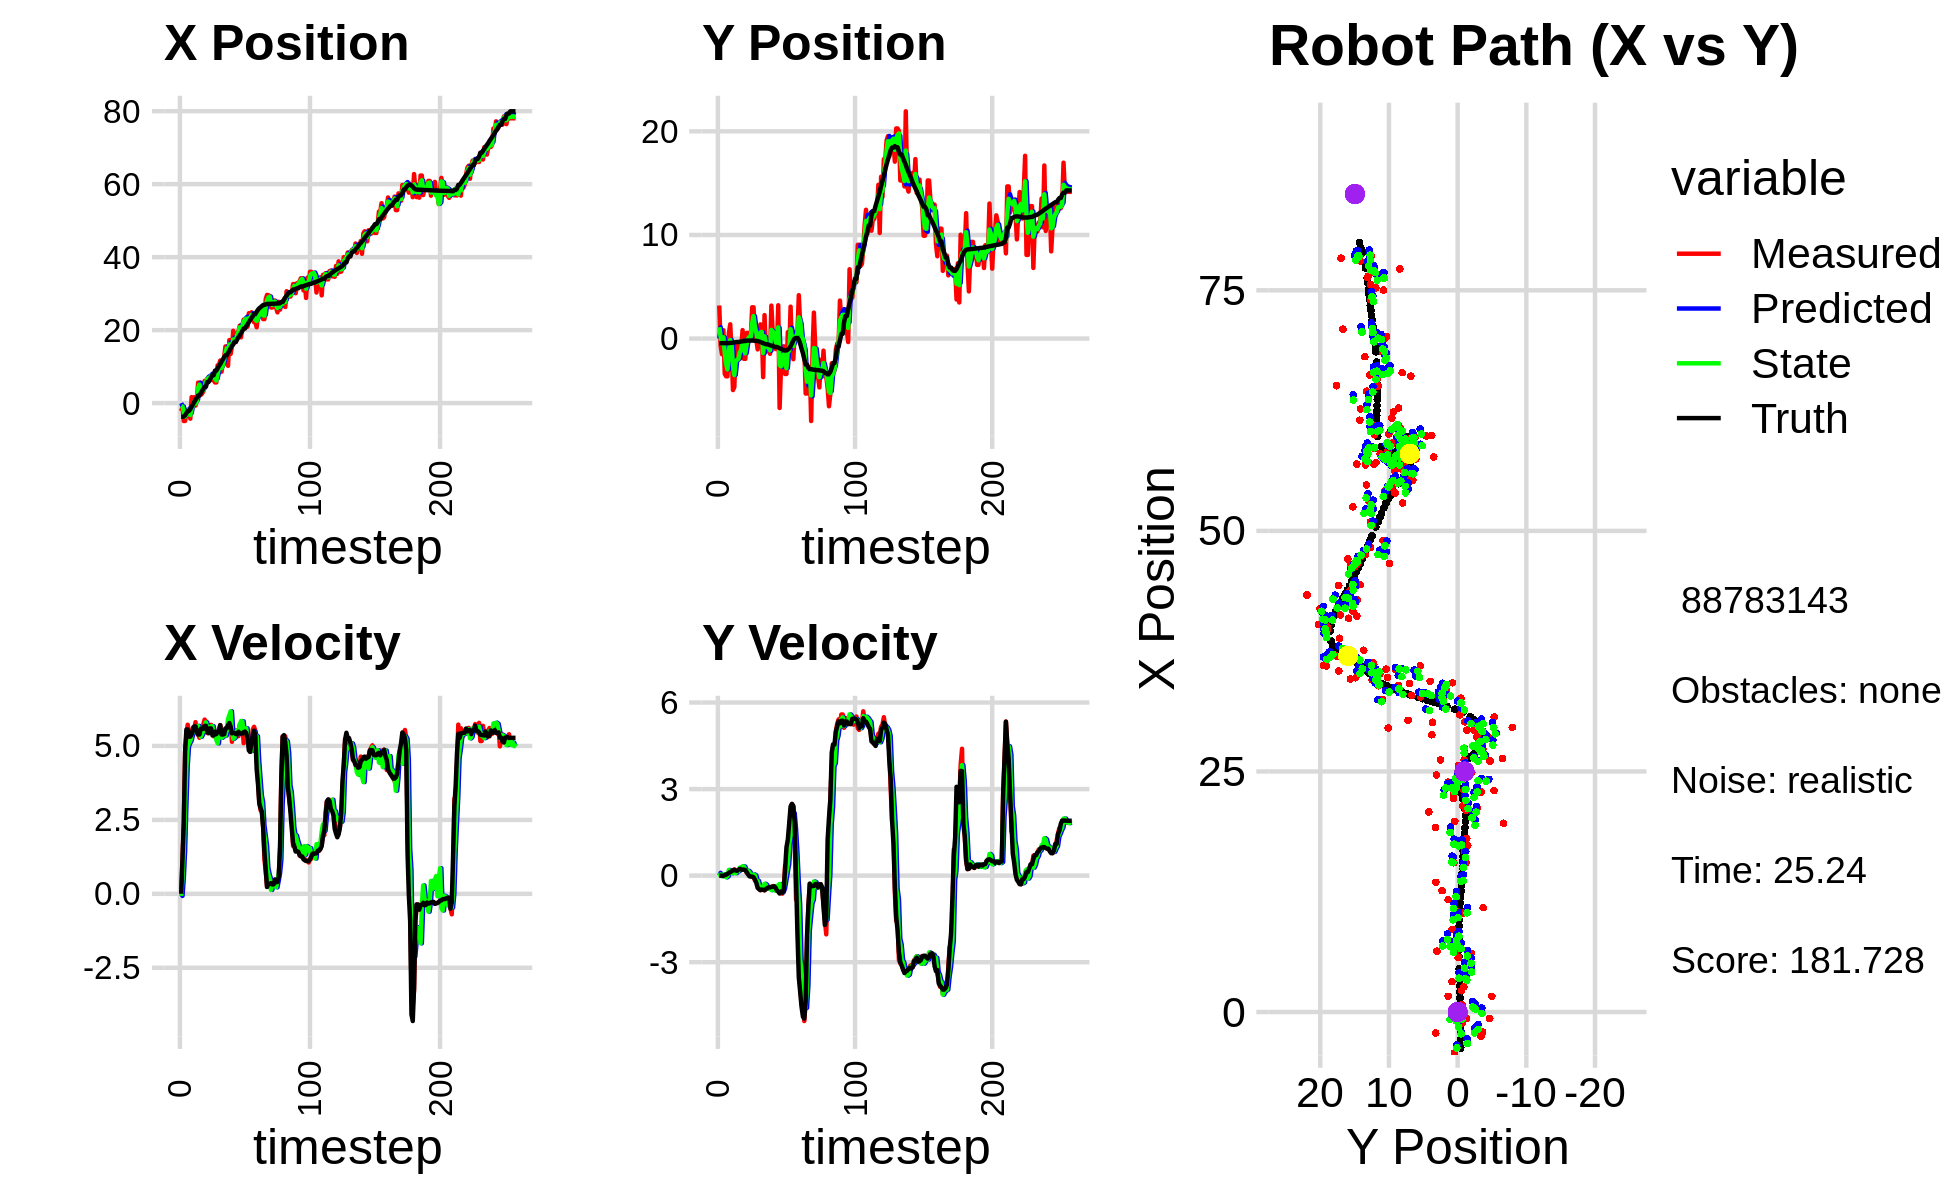 X Position
80
60
40
20
0
0
100
200
timestep
Y Position
20
10
0
0
100
200
timestep
X Velocity
5.0
2.5
0.0
-2.5
0
100
200
timestep
Y Velocity
6
3
0
-3
0
100
200
timestep
Robot Path (X vs Y)
X Position
75
50
25
0
20 10 0 -10 -20
Y Position
variable
Measured
Predicted
State
Truth
88783143
Obstacles: none
Noise: realistic
Time: 25.24
Score: 181.728